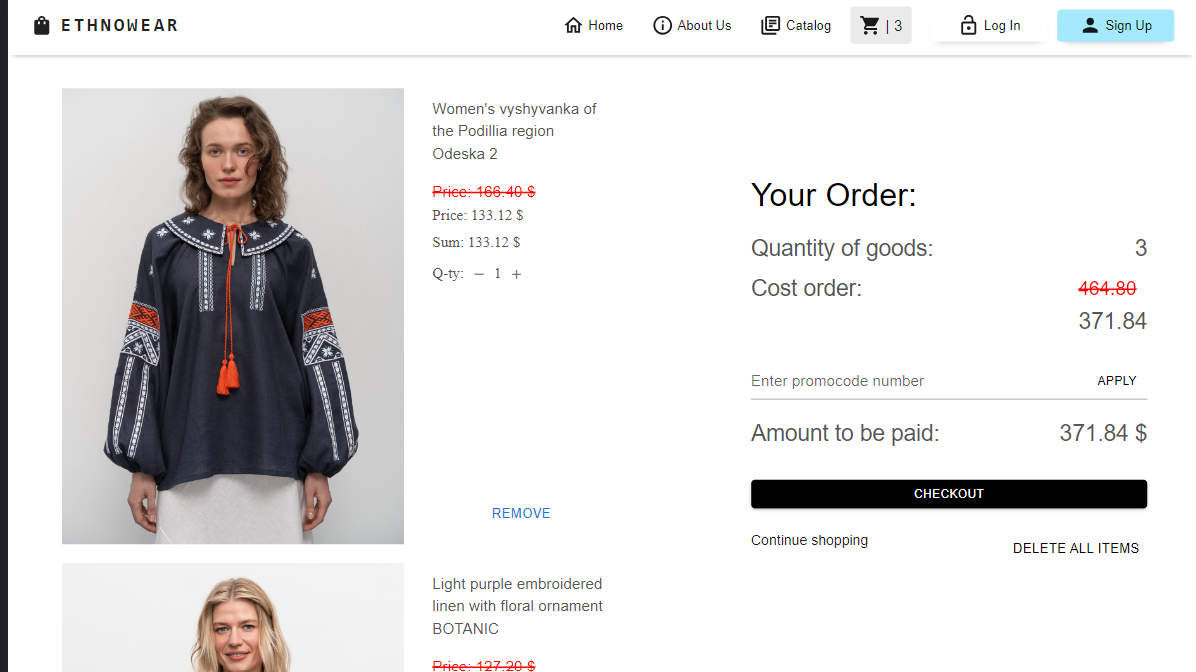 ETHNOWEAR
Home
About Us
Catalog
| 3
Log In
Sign Up
Women's vyshyvanka of
the Podillia region
Odeska 2
Price: 166.40 $
Price: 133.12 $
Sum: 133.12 $
Q-ty: − 1 +
REMOVE
Light purple embroidered
linen with floral ornament
BOTANIC
Price: 127.20 $
Your Order:
Quantity of goods: 3
Cost order: 464.80
371.84
Enter promocode number APPLY
Amount to be paid: 371.84 $
CHECKOUT
Continue shopping
DELETE ALL ITEMS